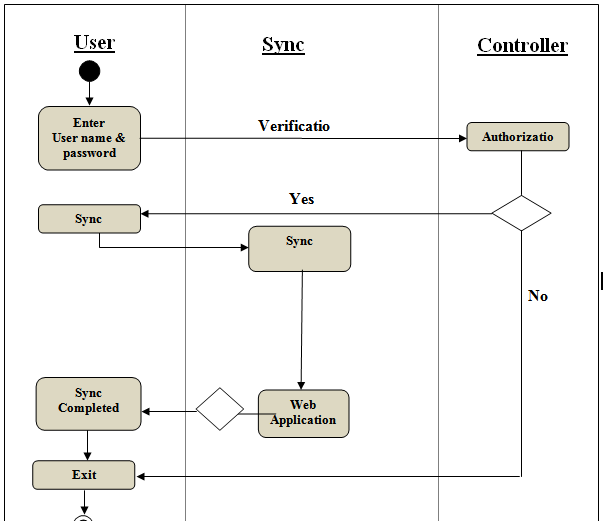 User
Sync
Controller
Enter
User name &
password
Verificatio
Authorizatio
Yes
Sync
Sync
No
Sync
Completed
Web
Application
Exit